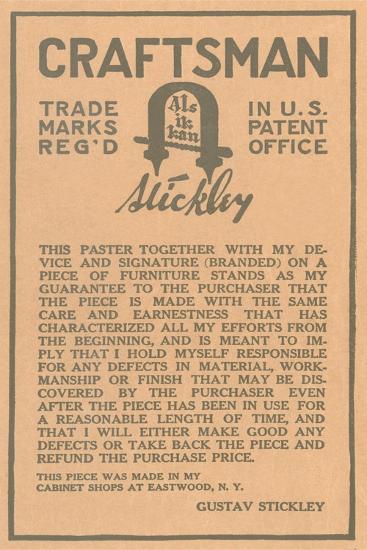 CRAFTSMAN
TRADE
MARKS
REG'D
Als
ik
kan
IN U.S.
PATENT
OFFICE
Stickley
THIS PASTER TOGETHER WITH MY DE-
VICE AND SIGNATURE (BRANDED) ON A
PIECE OF FURNITURE STANDS AS MY
GUARANTEE TO THE PURCHASER THAT
THE PIECE IS MADE WITH THE SAME
CARE AND EARNESTNESS THAT HAS
CHARACTERIZED ALL MY EFFORTS FROM
THE BEGINNING, AND IS MEANT TO IM-
PLY THAT I HOLD MYSELF RESPONSIBLE
FOR ANY DEFECTS IN MATERIAL, WORK-
MANSHIP OR FINISH THAT MAY BE DIS-
COVERED BY THE PURCHASER EVEN
AFTER THE PIECE HAS BEEN IN USE FOR
A REASONABLE LENGTH OF TIME, AND
THAT I WILL EITHER MAKE GOOD ANY
DEFECTS OR TAKE BACK THE PIECE AND
REFUND THE PURCHASE PRICE.
THIS PIECE WAS MADE IN MY
CABINET SHOPS AT EASTWOOD, N. Y.
GUSTAV STICKLEY